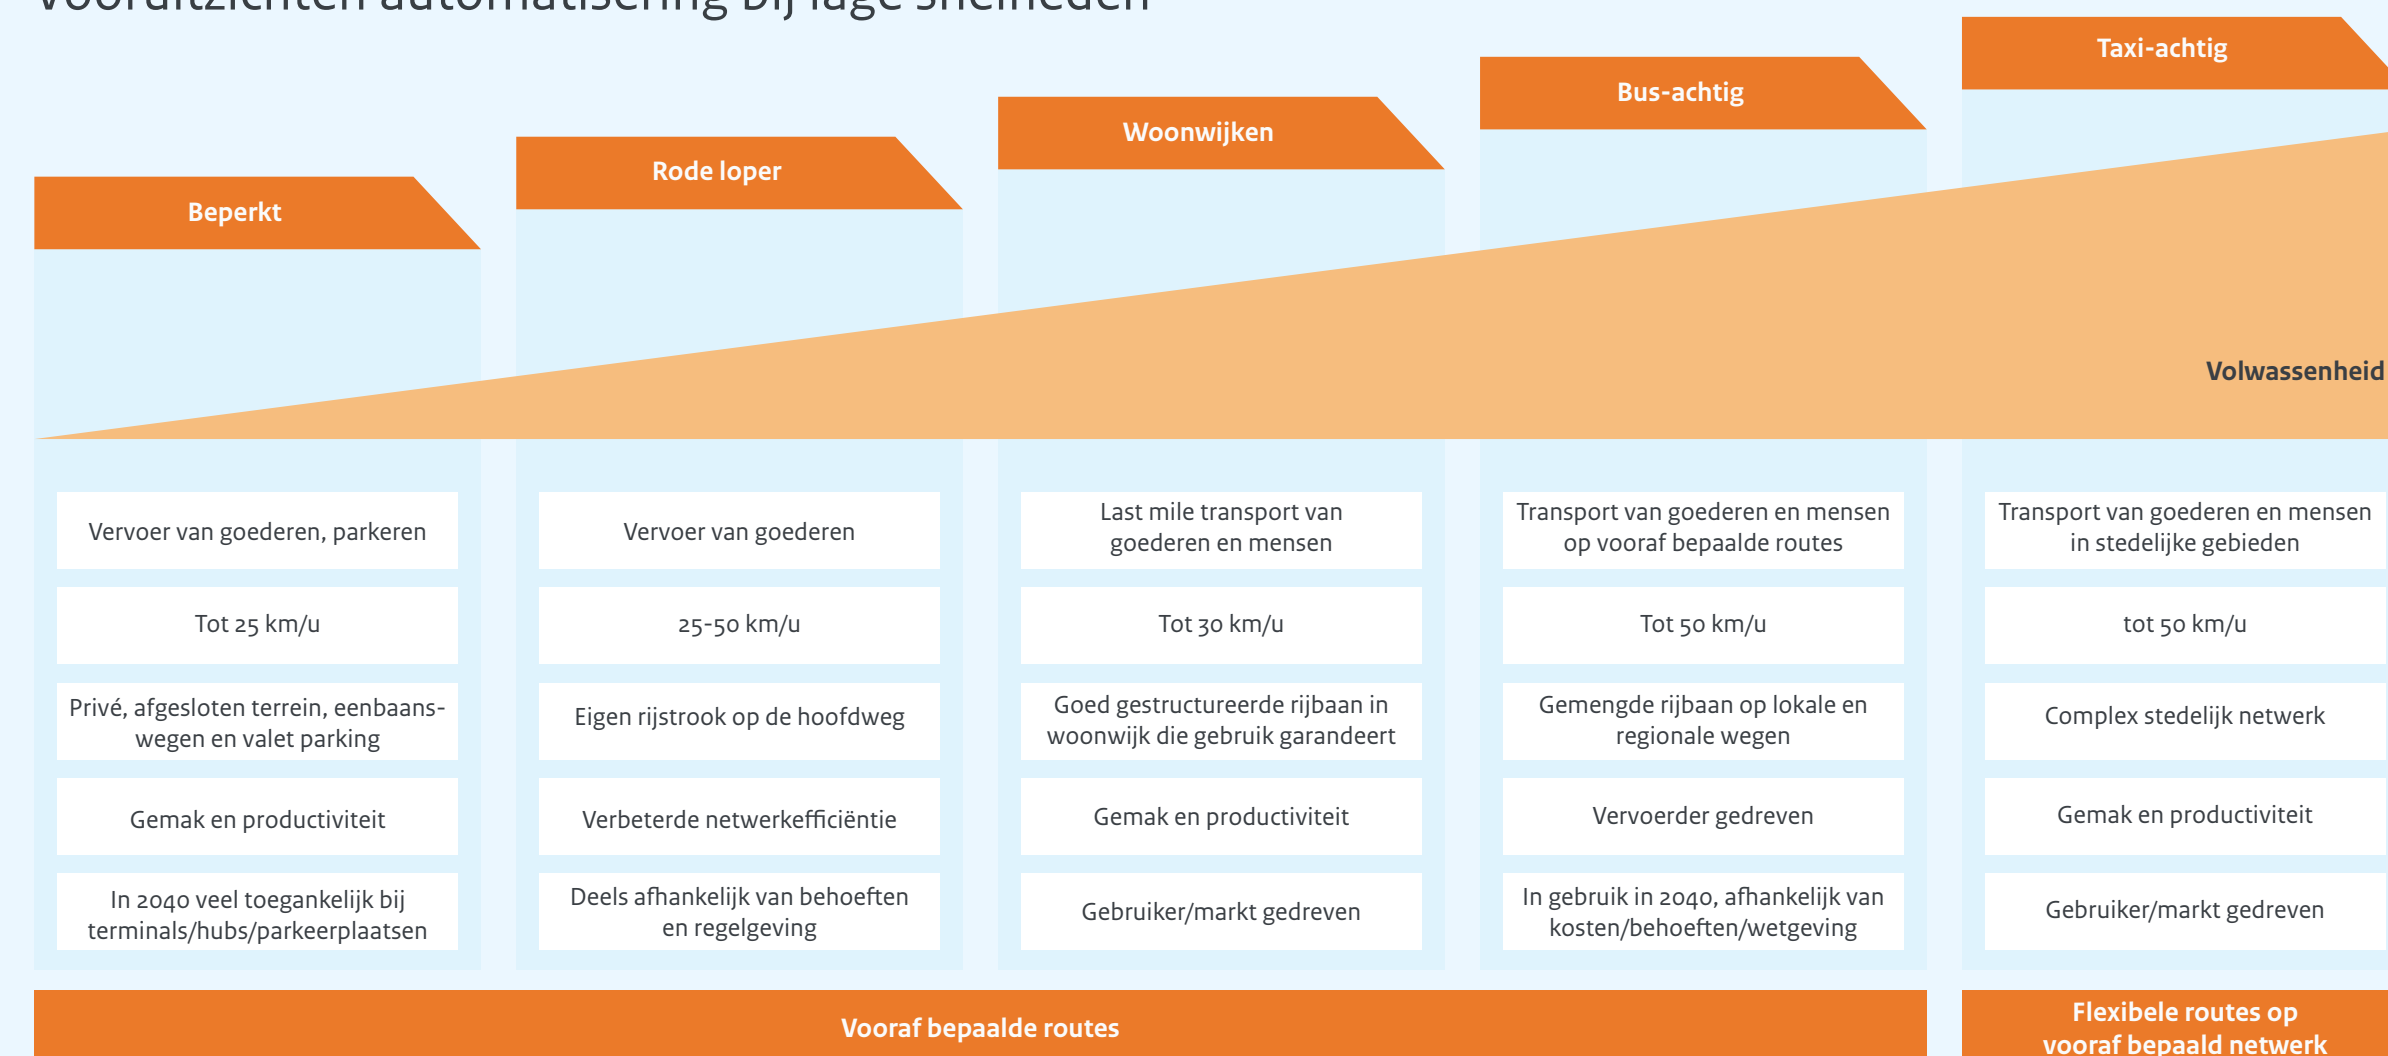 Vooruitzichten automatisering bij lage snelheden
Beperkt
Rode loper
Woonwijken
Bus-achtig
Taxi-achtig
Volwassenheid
Vervoer van goederen, parkeren
Tot 25 km/u
Privé, afgesloten terrein, eenbaans-
wegen en valet parking
Gemak en productiviteit
In 2040 veel toegankelijk bij
terminals/hubs/parkeerplaatsen
Vervoer van goederen
25-50 km/u
Eigen rijstrook op de hoofdweg
Verbeterde netwerkefficiëntie
Deels afhankelijk van behoeften
en regelgeving
Last mile transport van
goederen en mensen
Tot 30 km/u
Goed gestructureerde rijbaan in
woonwijk die gebruik garandeert
Gemak en productiviteit
Gebruiker/markt gedreven
Transport van goederen en mensen
op vooraf bepaalde routes
Tot 50 km/u
Gemengde rijbaan op lokale en
regionale wegen
Vervoerder gedreven
In gebruik in 2040, afhankelijk van
kosten/behoeften/wetgeving
Transport van goederen en mensen
in stedelijke gebieden
tot 50 km/u
Complex stedelijk netwerk
Gemak en productiviteit
Gebruiker/markt gedreven
Vooraf bepaalde routes
Flexibele routes op
vooraf bepaald netwerk